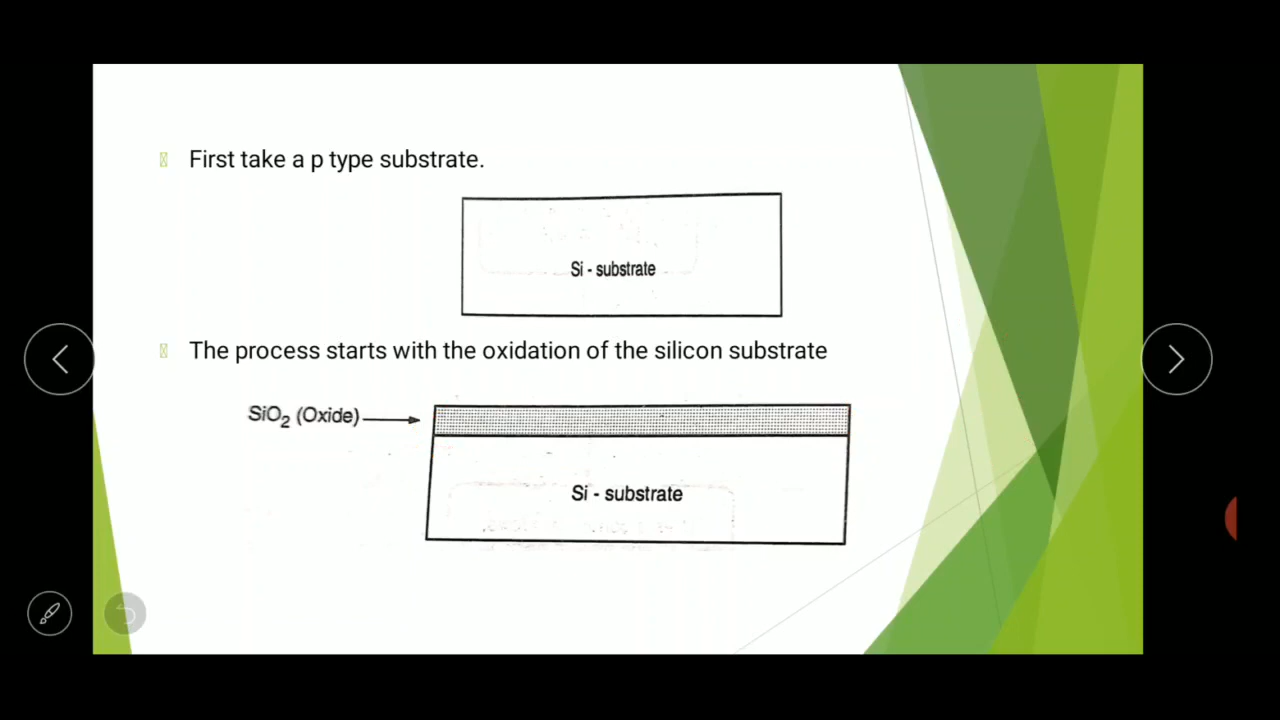 First take a p type substrate.
Si - substrate
The process starts with the oxidation of the silicon substrate
SiO₂ (Oxide)
Si - substrate